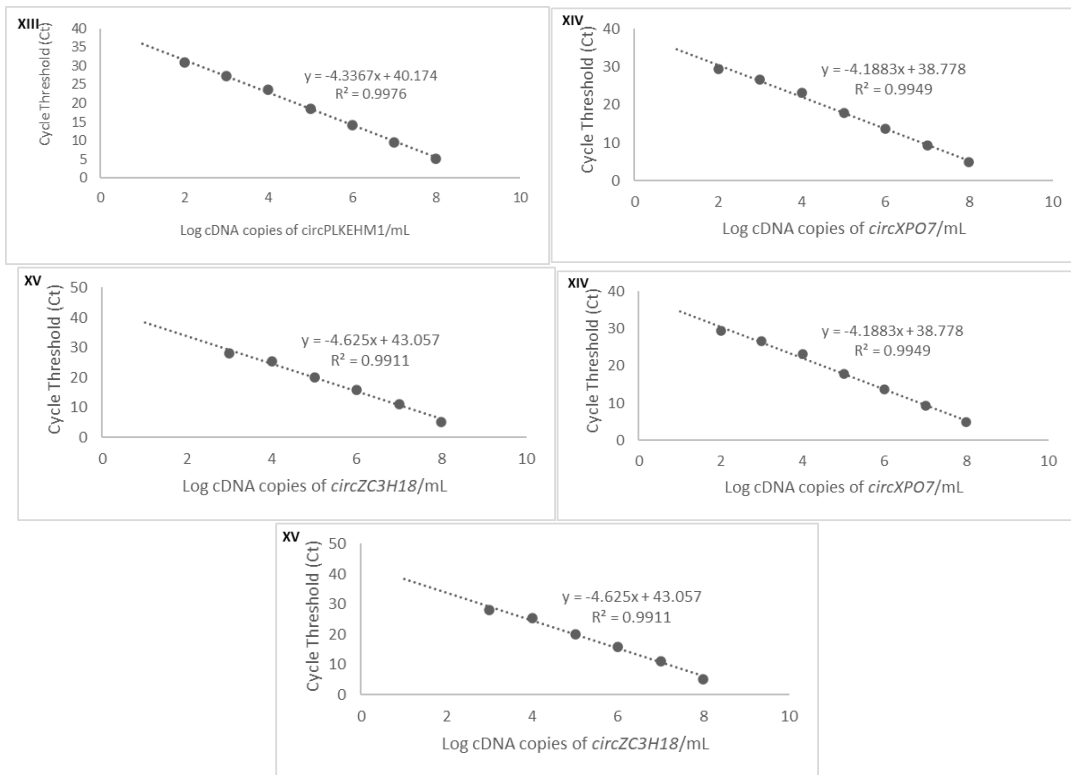 XIII
Cycle Threshold (Ct)
40
35
30
25
20
15
10
5
0
y = -4.3367x + 40.174
R² = 0.9976
0 2 4 6 8 10
Log cDNA copies of circPLKEHM1/mL
XIV
Cycle Threshold (Ct)
40
30
20
10
0
y = -4.1883x + 38.778
R² = 0.9949
0 2 4 6 8 10
Log cDNA copies of circXPO7/mL
XV
Cycle Threshold (Ct)
50
40
30
20
10
0
y = -4.625x + 43.057
R² = 0.9911
0 2 4 6 8 10
Log cDNA copies of circZC3H18/mL
XIV
Cycle Threshold (Ct)
40
30
20
10
0
y = -4.1883x + 38.778
R² = 0.9949
0 2 4 6 8 10
Log cDNA copies of circXPO7/mL
XV
Cycle Threshold (Ct)
50
40
30
20
10
0
y = -4.625x + 43.057
R² = 0.9911
0 2 4 6 8 10
Log cDNA copies of circZC3H18/mL